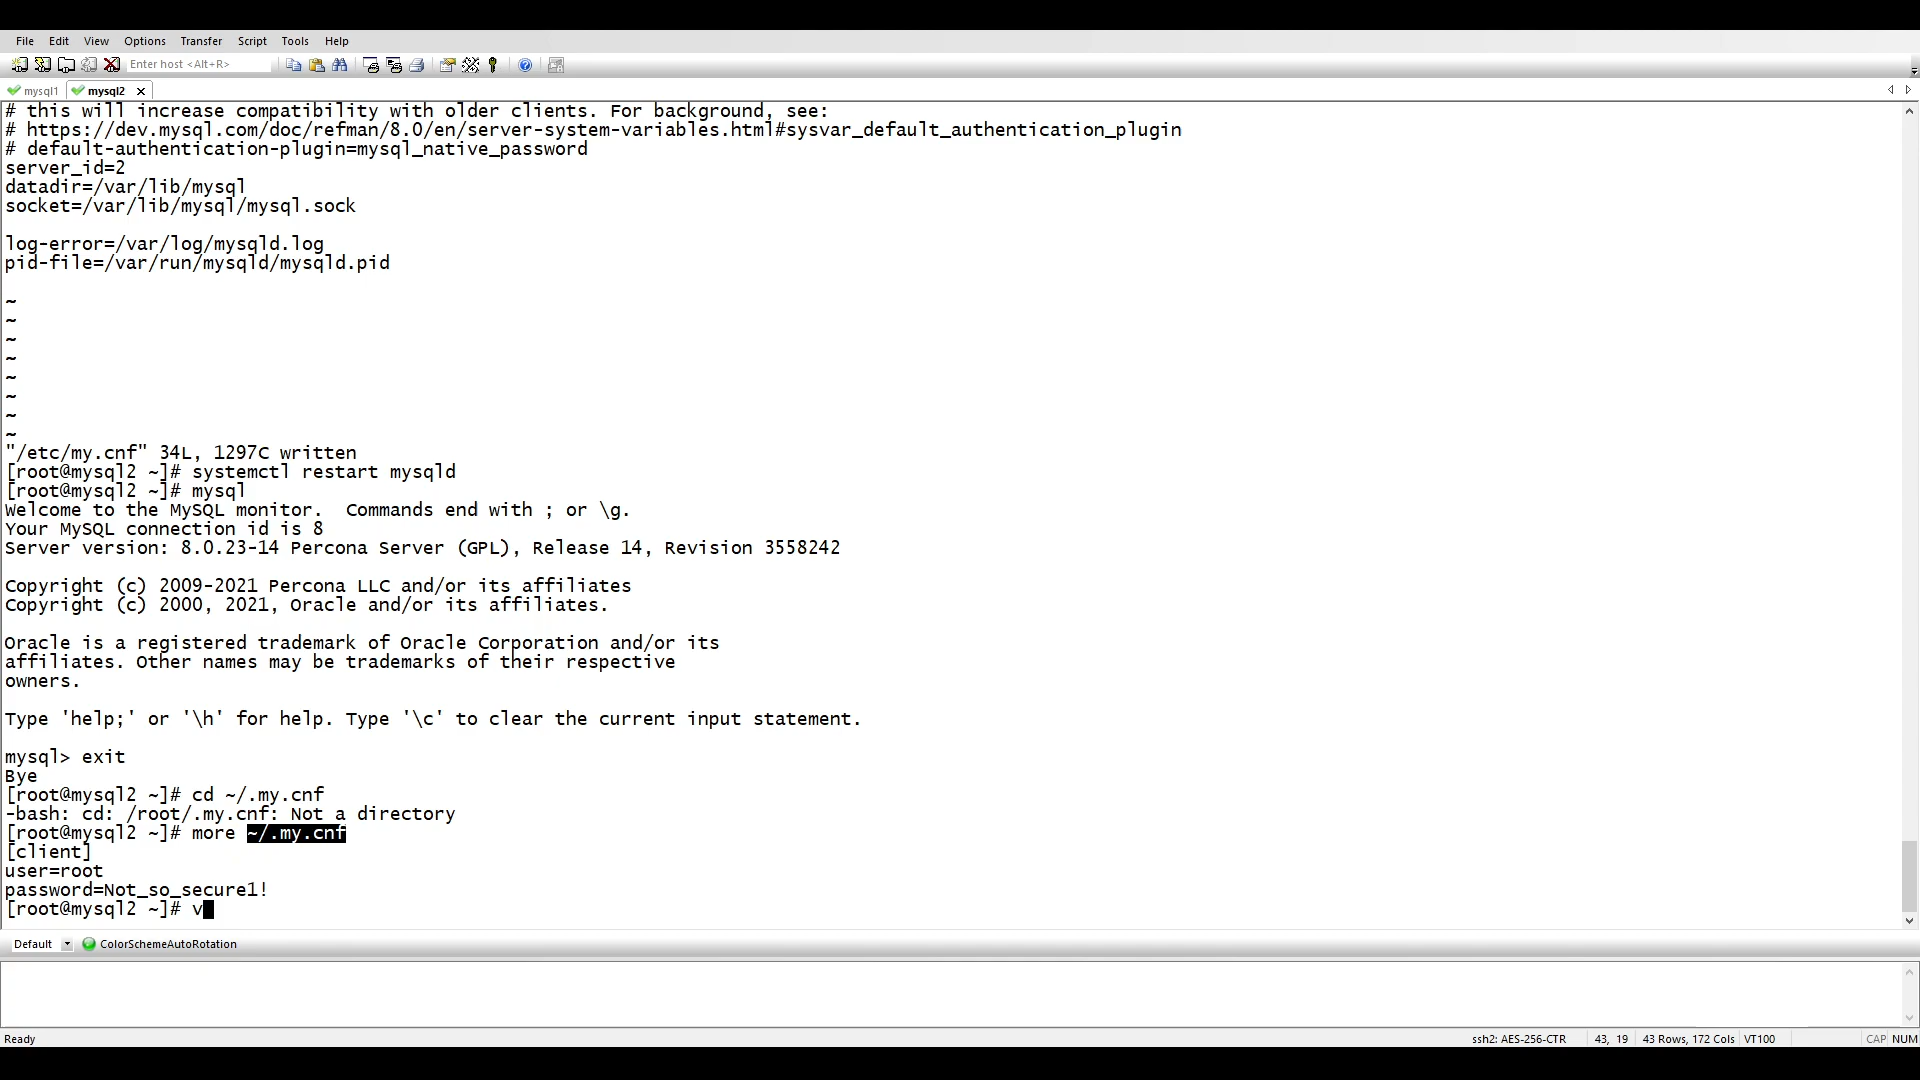 File Edit View Options Transfer Script Tools Help
Enter host <Alt+R>
mysql1 mysql2
# this will increase compatibility with older clients. For background, see:
# https://dev.mysql.com/doc/refman/8.0/en/server-system-variables.html#sysvar_default_authentication_plugin
# default-authentication-plugin=mysql_native_password
server_id=2
datadir=/var/lib/mysql
socket=/var/lib/mysql/mysql.sock
log-error=/var/log/mysqld.log
pid-file=/var/run/mysqld/mysqld.pid
~
~
~
~
~
~
~
~
"/etc/my.cnf" 34L, 1297C written
[root@mysql2 ~]# systemctl restart mysqld
[root@mysql2 ~]# mysql
Welcome to the MySQL monitor.  Commands end with ; or \g.
Your MySQL connection id is 8
Server version: 8.0.23-14 Percona Server (GPL), Release 14, Revision 3558242
Copyright (c) 2009-2021 Percona LLC and/or its affiliates
Copyright (c) 2000, 2021, Oracle and/or its affiliates.
Oracle is a registered trademark of Oracle Corporation and/or its
affiliates. Other names may be trademarks of their respective
owners.
Type 'help;' or '\h' for help. Type '\c' to clear the current input statement.
mysql> exit
Bye
[root@mysql2 ~]# cd ~/.my.cnf
-bash: cd: /root/.my.cnf: Not a directory
[root@mysql2 ~]# more ~/.my.cnf
[client]
user=root
password=Not_so_secure1!
[root@mysql2 ~]# v
Default ColorSchemeAutoRotation
Ready ssh2: AES-256-CTR 43, 19 43 Rows, 172 Cols VT100 CAP NUM